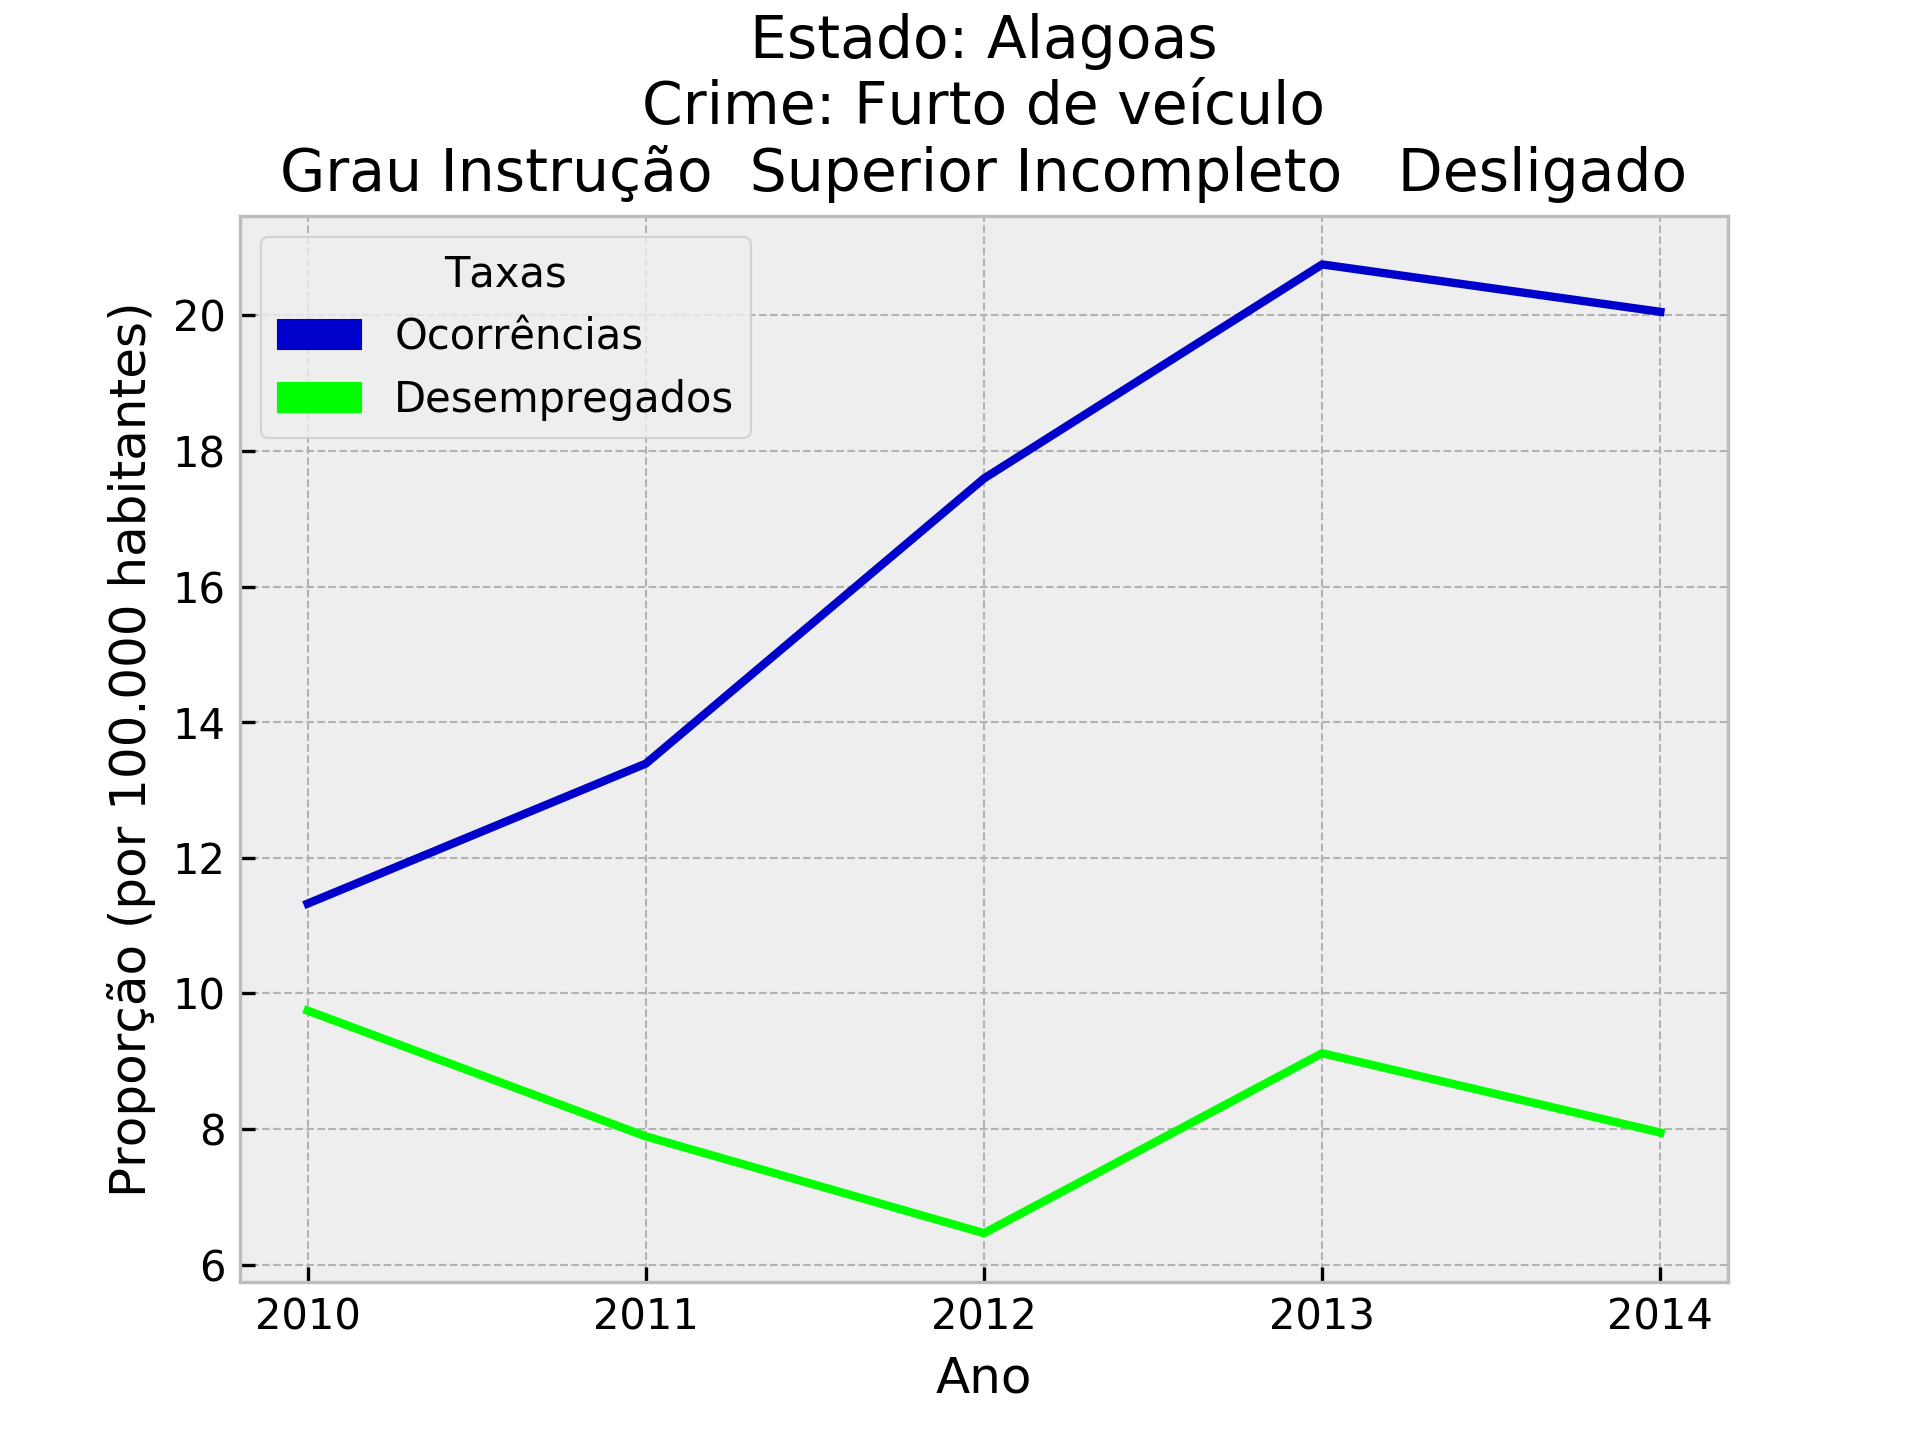 Estado: Alagoas
Crime: Furto de veículo
Grau Instrução  Superior Incompleto   Desligado
Taxas
Ocorrências
Desempregados
Proporção (por 100.000 habitantes)
20
18
16
14
12
10
8
6
2010 2011 2012 2013 2014
Ano